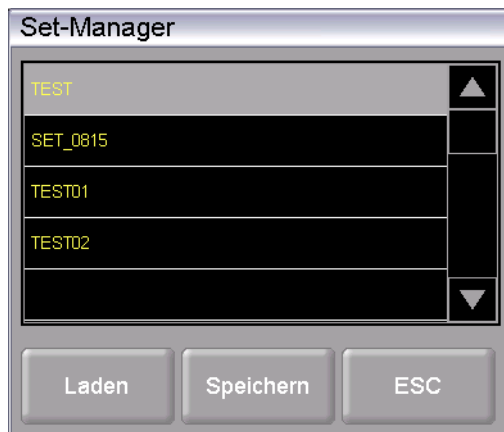 Set-Manager
TEST
SET_0815
TEST01
TEST02
Laden
Speichern
ESC